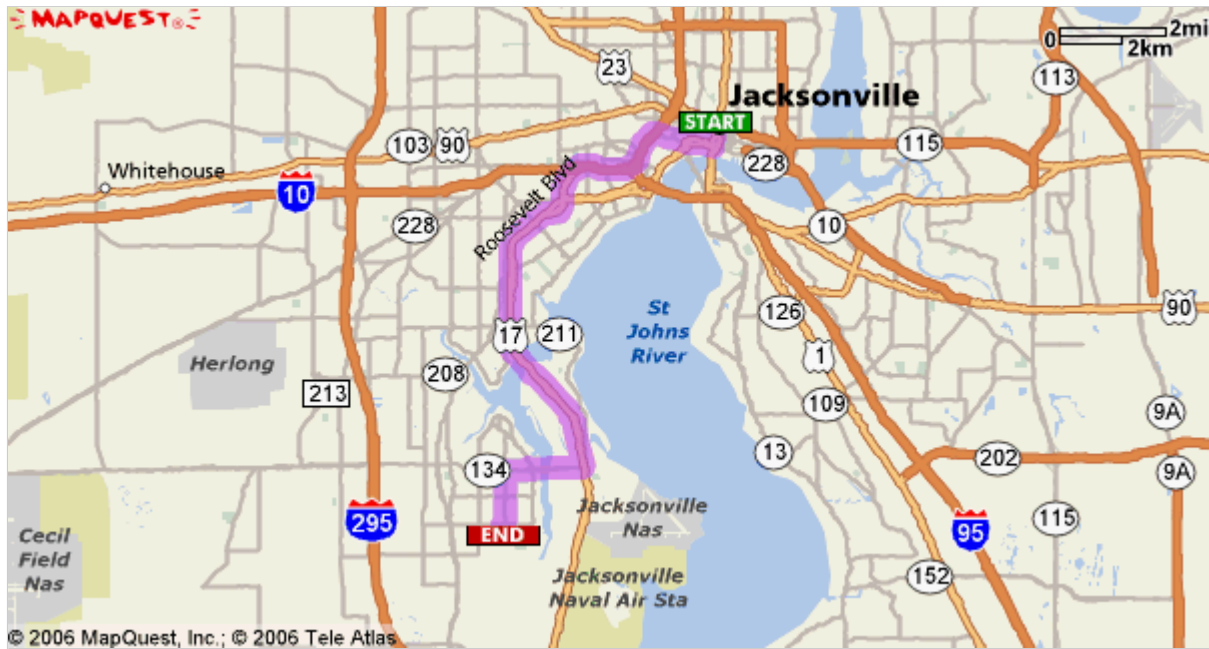 MAPQUEST®
0
2mi
2km
23
113
Jacksonville
START
103
90
115
228
Whitehouse
10
Roosevelt Blvd
228
10
St
Johns
River
126
90
17
211
1
Herlong
208
213
109
9A
13
202
134
9A
Jacksonville
Nas
295
END
95
115
Cecil
Field
Nas
Jacksonville
Naval Air Sta
152
© 2006 MapQuest, Inc.; © 2006 Tele Atlas